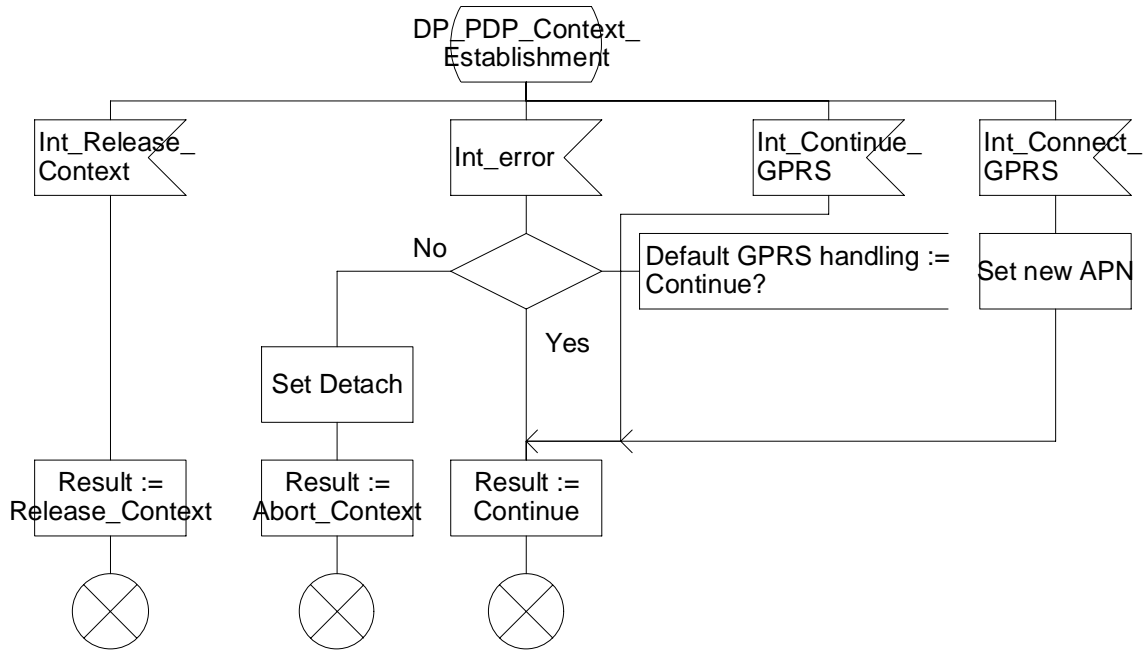 DP_PDP_Context_
Establishment
Int_Release_
Context
Int_error
Int_Continue_
GPRS
Int_Connect_
GPRS
No
Default GPRS handling :=
Continue?
Set new APN
Yes
Set Detach
Result :=
Release_Context
Result :=
Abort_Context
Result :=
Continue